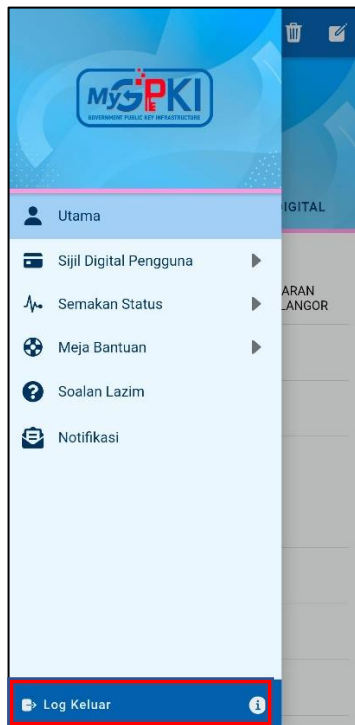 MyGPKI
GOVERNMENT PUBLIC KEY INFRASTRUCTURE
IGITAL
Utama
Sijil Digital Pengguna
ARAN
LANGOR
Semakan Status
Meja Bantuan
Soalan Lazim
Notifikasi
Log Keluar